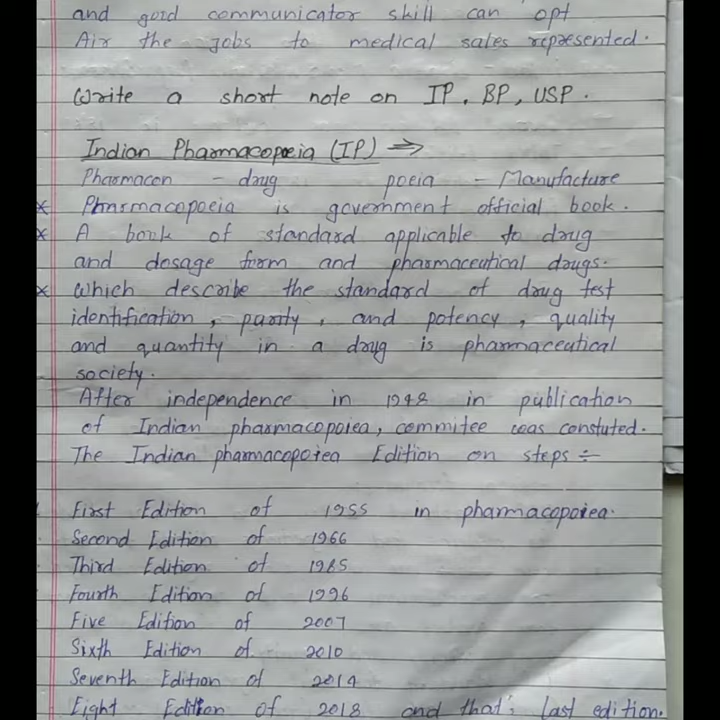 and good communicator skill can opt
Air the jobs to medical sales represented.
Write a short note on IP, BP, USP.
Indian Pharmacopoeia (IP) ⇒
Pharmacon - drug poeia - Manufacture
* Pharmacopoeia is government official book.
* A book of standard applicable to drug
and dosage form and pharmaceutical drugs.
* Which describe the standard of drug test
identification, purity, and potency, quality
and quantity in a drug is pharmaceutical
society.
After independence in 1948 in publication
of Indian pharmacopoiea, commitee was constuted.
The Indian pharmacopoiea Edition on steps ÷
First Edition of 1955 in pharmacopoiea.
Second Edition of 1966
Third Edition of 1985
Fourth Edition of 1996
Five Edition of 2007
Sixth Edition of 2010
Seventh Edition of 2014
Eight Edition of 2018 and that's last edition.